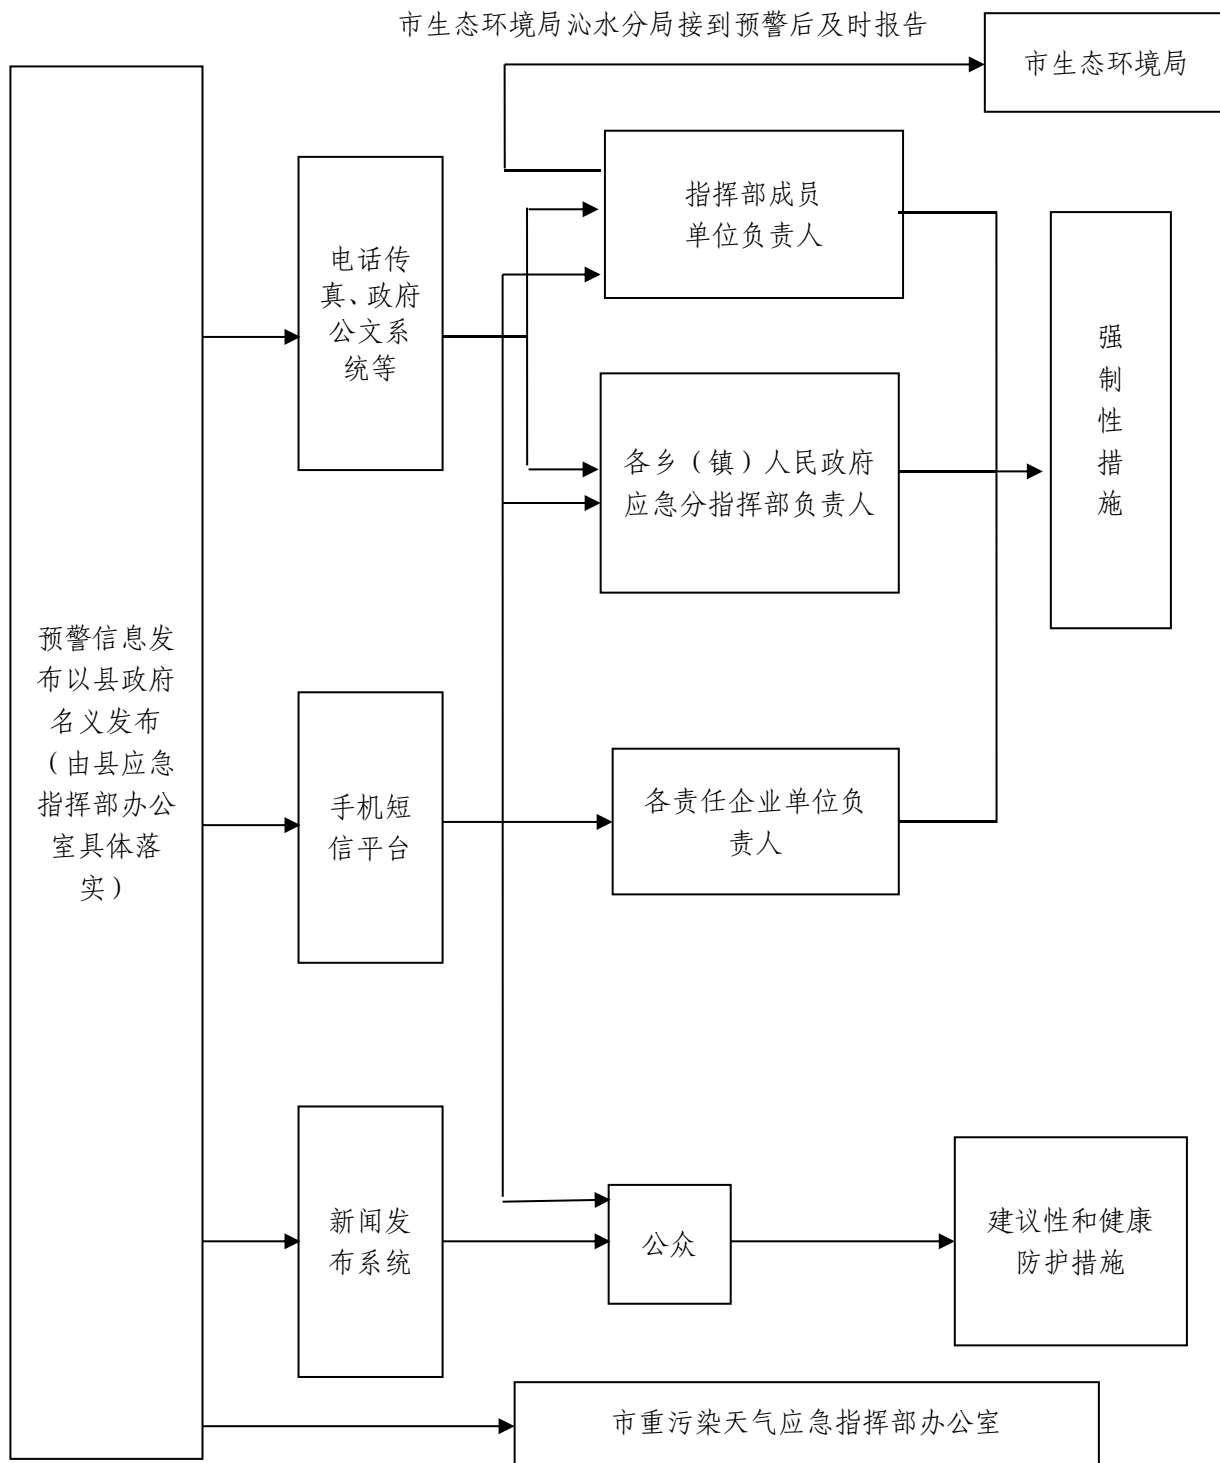 市生态环境局沁水分局接到预警后及时报告
市生态环境局
指挥部成员
单位负责人
电话传
真、政府
公文系
统等
强
制
性
措
施
各乡（镇）人民政府
应急分指挥部负责人
预警信息发
布以县政府
名义发布
（由县应急
指挥部办公
室具体落
实）
手机短
信平台
各责任企业单位负
责人
新闻发
布系统
公众
建议性和健康
防护措施
市重污染天气应急指挥部办公室